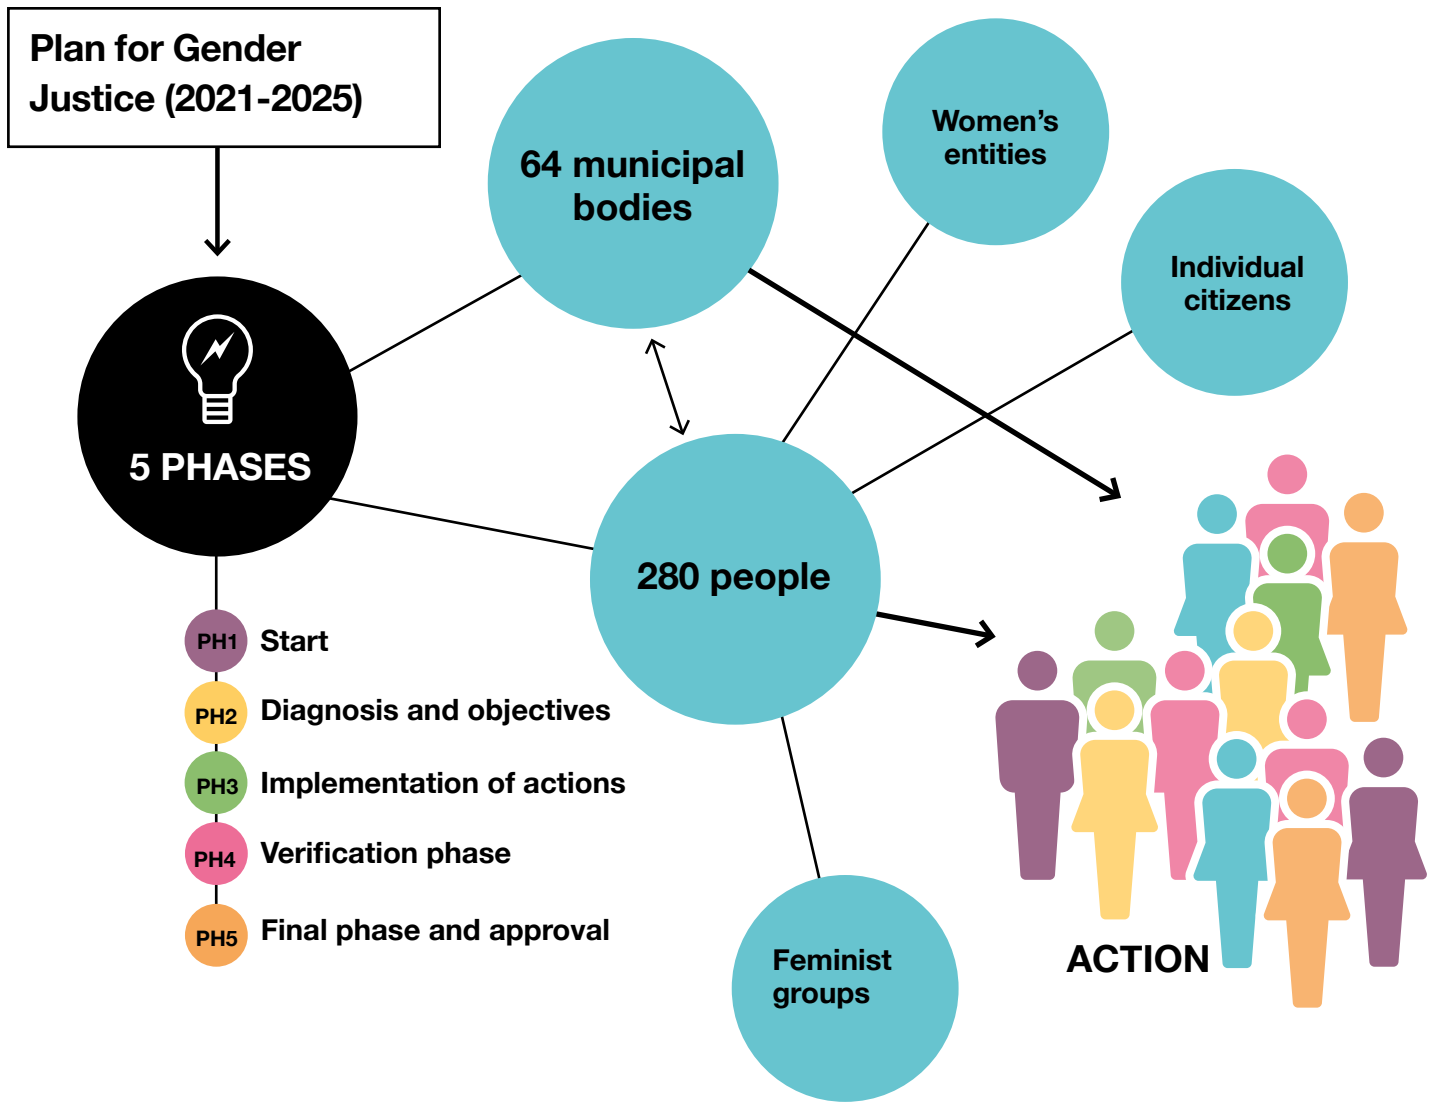 Plan for Gender
Justice (2021-2025)
64 municipal
bodies
Women’s
entities
Individual
citizens
5 PHASES
280 people
PH1 Start
PH2 Diagnosis and objectives
PH3 Implementation of actions
PH4 Verification phase
PH5 Final phase and approval
Feminist
groups
ACTION